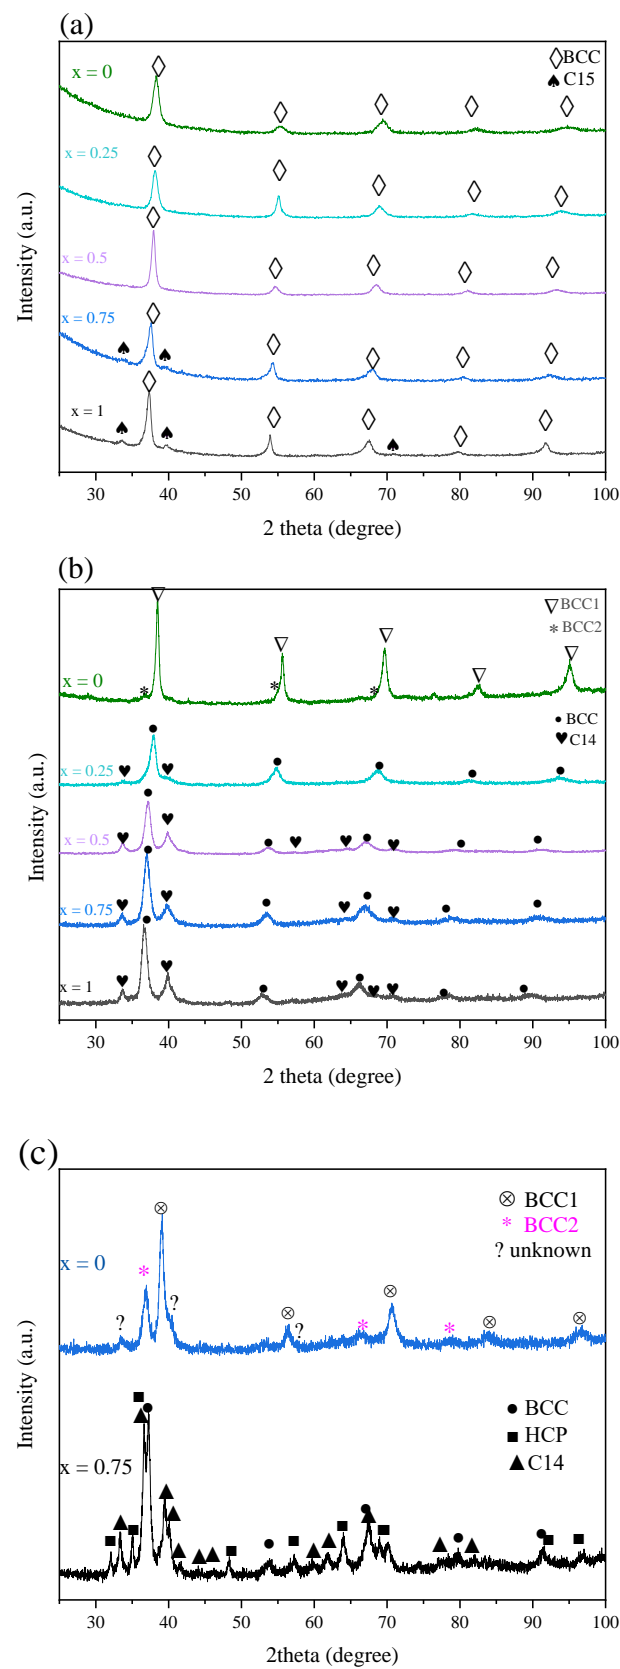 (a)
x = 0
BCC
C15
x = 0.25
x = 0.5
x = 0.75
x = 1
Intensity (a.u.)
30 40 50 60 70 80 90 100
2 theta (degree)
(b)
BCC1
* BCC2
x = 0
BCC
C14
x = 0.25
x = 0.5
x = 0.75
x = 1
Intensity (a.u.)
30 40 50 60 70 80 90 100
2 theta (degree)
(c)
BCC1
* BCC2
? unknown
x = 0
? ? ?
BCC
HCP
C14
x = 0.75
Intensity (a.u.)
30 40 50 60 70 80 90 100
2theta (degree)